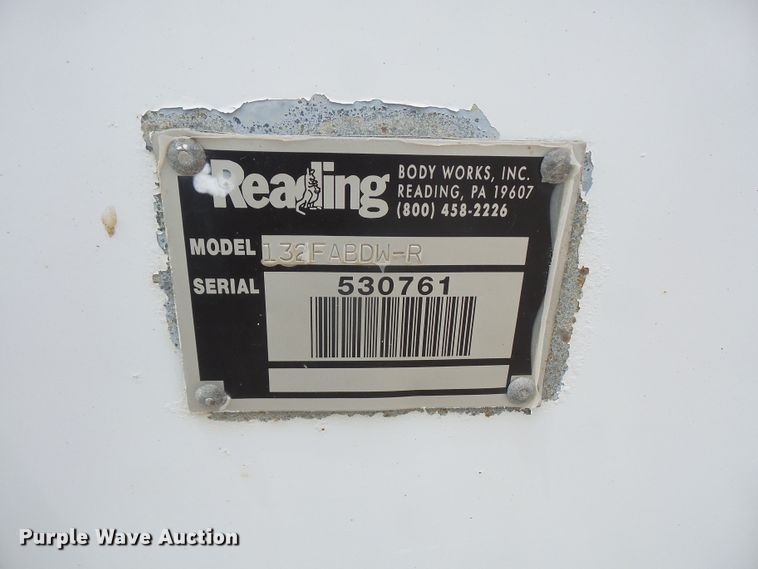 Reading
BODY WORKS, INC.
READING, PA 19607
(800) 458-2226
MODEL 132FABDW-R
SERIAL 530761
Purple Wave Auction